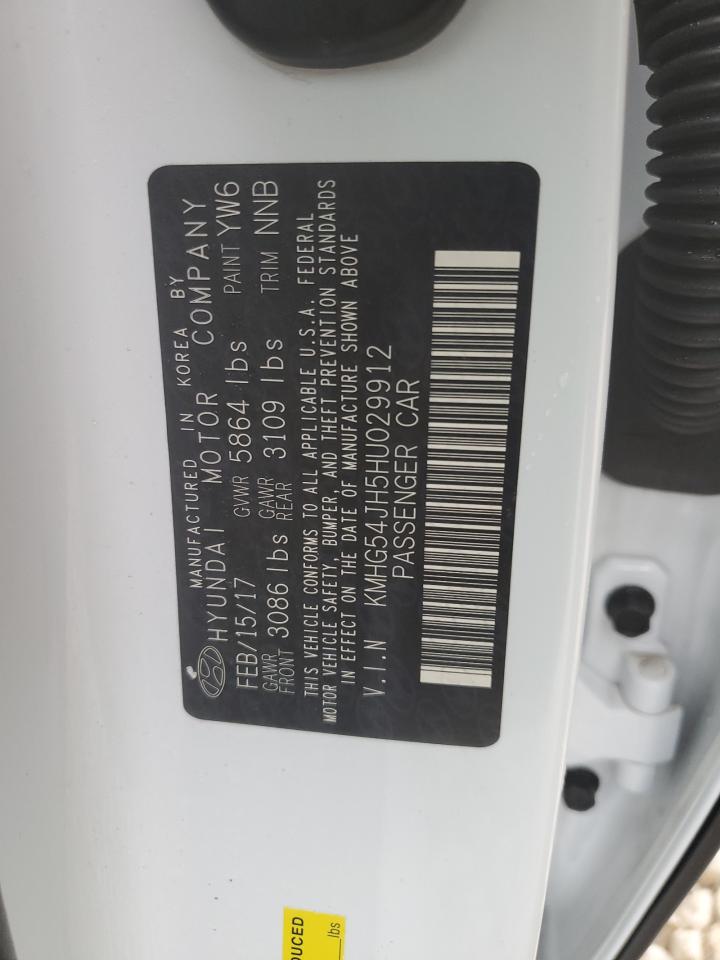 MANUFACTURED IN KOREA BY
HYUNDAI MOTOR COMPANY
FEB/15/17 GVWR 5864 lbs PAINT YW6
GAWR FRONT 3086 lbs GAWR REAR 3109 lbs TRIM NNB
THIS VEHICLE CONFORMS TO ALL APPLICABLE U.S.A. FEDERAL
MOTOR VEHICLE SAFETY, BUMPER, AND THEFT PREVENTION STANDARDS
IN EFFECT ON THE DATE OF MANUFACTURE SHOWN ABOVE
V.I.N KMHG54JH5HU029912
PASSENGER CAR
DUCED
lbs